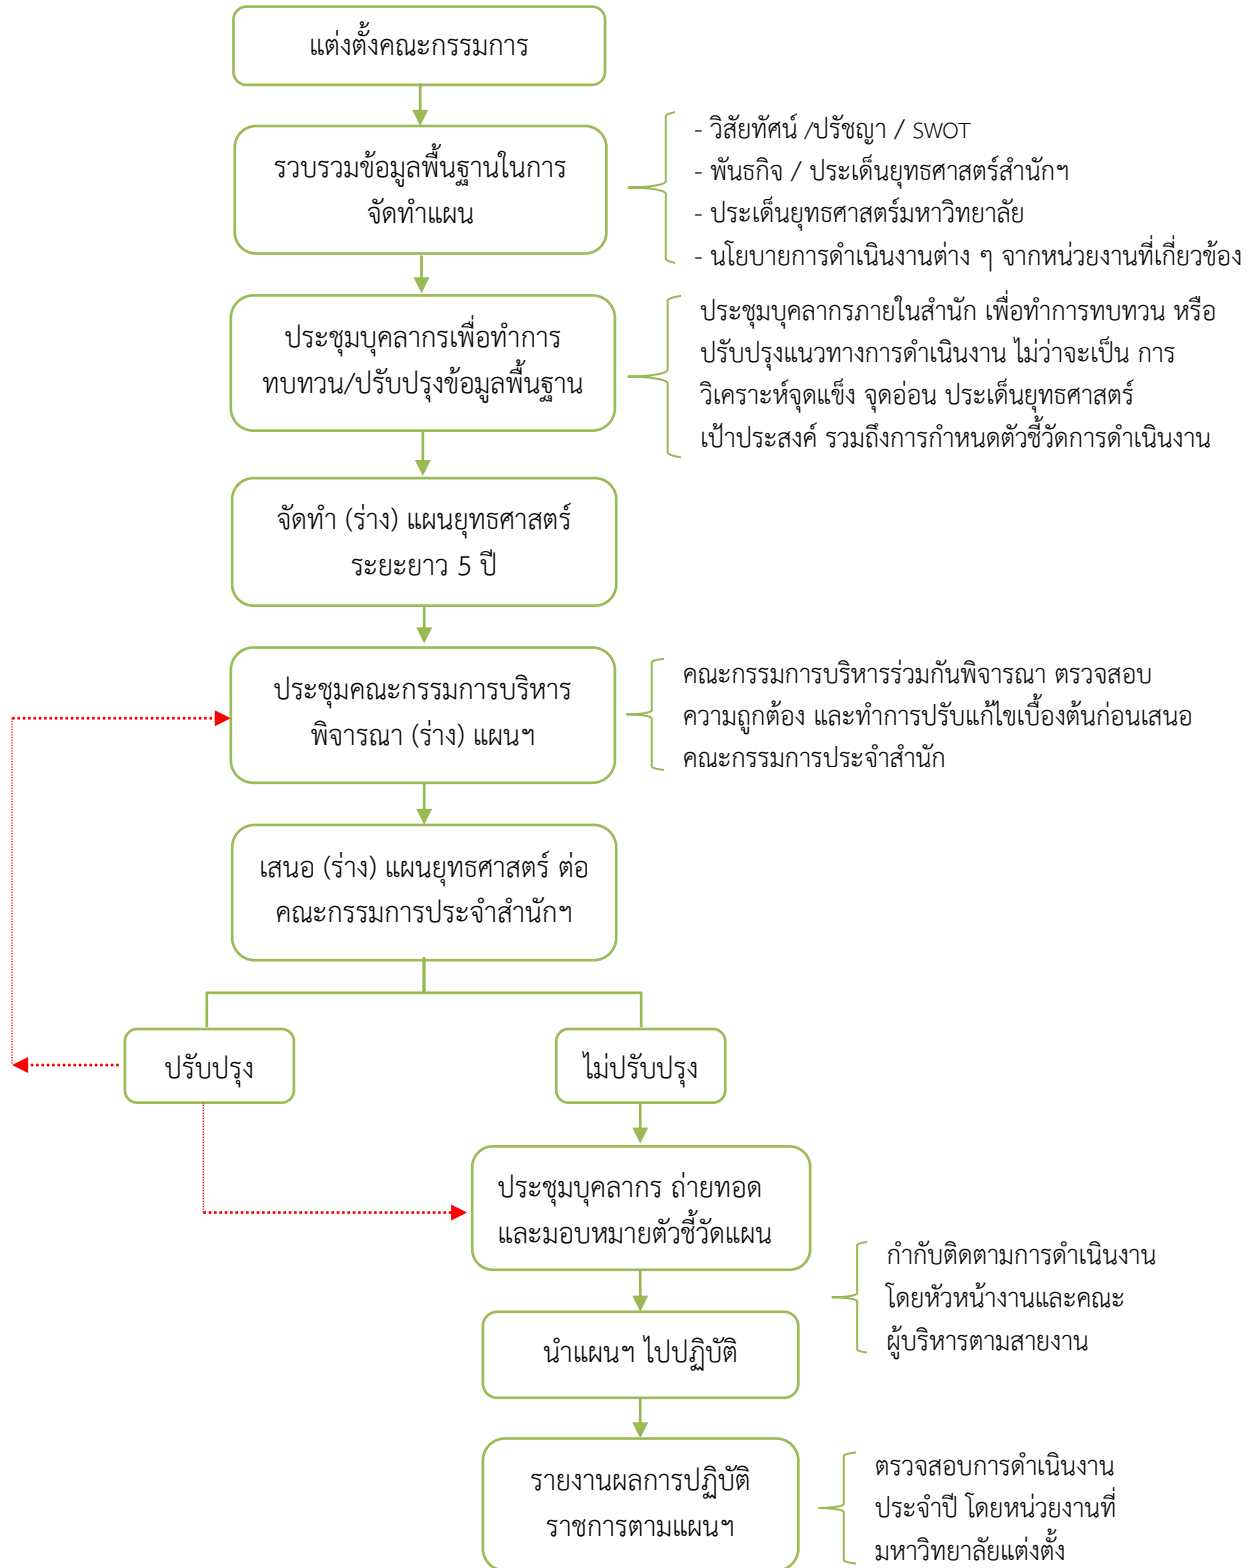 แต่งตั้งคณะกรรมการ
รวบรวมข้อมูลพื้นฐานในการ
จัดทำแผน
- วิสัยทัศน์ /ปรัชญา / SWOT
- พันธกิจ / ประเด็นยุทธศาสตร์สำนักฯ
- ประเด็นยุทธศาสตร์มหาวิทยาลัย
- นโยบายการดำเนินงานต่าง ๆ จากหน่วยงานที่เกี่ยวข้อง
ประชุมบุคลากรเพื่อทำการ
ทบทวน/ปรับปรุงข้อมูลพื้นฐาน
ประชุมบุคลากรภายในสำนัก เพื่อทำการทบทวน หรือ
ปรับปรุงแนวทางการดำเนินงาน ไม่ว่าจะเป็น การ
วิเคราะห์จุดแข็ง จุดอ่อน ประเด็นยุทธศาสตร์
เป้าประสงค์ รวมถึงการกำหนดตัวชี้วัดการดำเนินงาน
จัดทำ (ร่าง) แผนยุทธศาสตร์
ระยะยาว 5 ปี
ประชุมคณะกรรมการบริหาร
พิจารณา (ร่าง) แผนฯ
คณะกรรมการบริหารร่วมกันพิจารณา ตรวจสอบ
ความถูกต้อง และทำการปรับแก้ไขเบื้องต้นก่อนเสนอ
คณะกรรมการประจำสำนัก
เสนอ (ร่าง) แผนยุทธศาสตร์ ต่อ
คณะกรรมการประจำสำนักฯ
ปรับปรุง
ไม่ปรับปรุง
ประชุมบุคลากร ถ่ายทอด
และมอบหมายตัวชี้วัดแผน
กำกับติดตามการดำเนินงาน
โดยหัวหน้างานและคณะ
ผู้บริหารตามสายงาน
นำแผนฯ ไปปฏิบัติ
รายงานผลการปฏิบัติ
ราชการตามแผนฯ
ตรวจสอบการดำเนินงาน
ประจำปี โดยหน่วยงานที่
มหาวิทยาลัยแต่งตั้ง